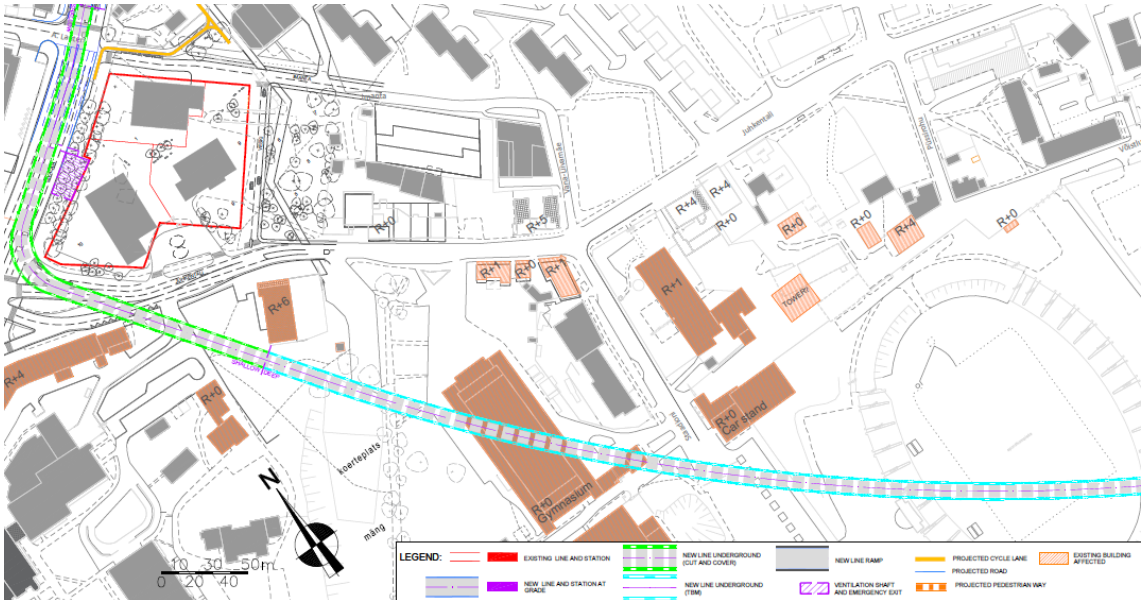 Juhkentali
R+4
R+4
R+0
R+0
R+5
R+0
R+0
R+4
R+0
R+1
R+0
R+1
R+1
TOWER?
R+6
R+4
R+0
R+0
Car stand
Staadioni
koerteplats
R+0
Gymnasium
mäng
N
10 30 50m
0
LEGEND:
EXISTING LINE AND STATION
NEW LINE UNDERGROUND
(CUT AND COVER)
NEW LINE RAMP
PROJECTED CYCLE LANE
PROJECTED ROAD
EXISTING BUILDING
AFFECTED
NEW LINE AND STATION AT
GRADE
NEW LINE UNDERGROUND
(TBM)
VENTILATION SHAFT
AND EMERGENCY EXIT
PROJECTED PEDESTRIAN WAY